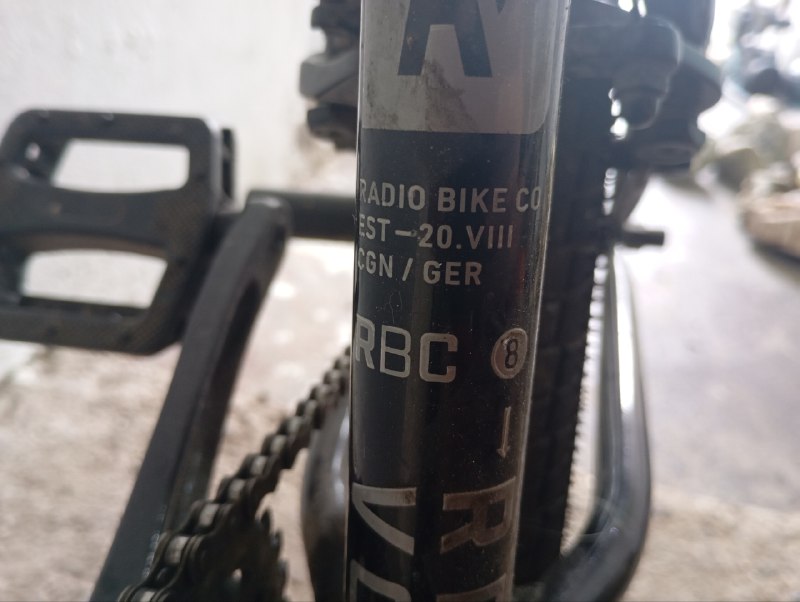 RADIO BIKE CO
EST — 20.VIII
CGN / GER
RBC 8